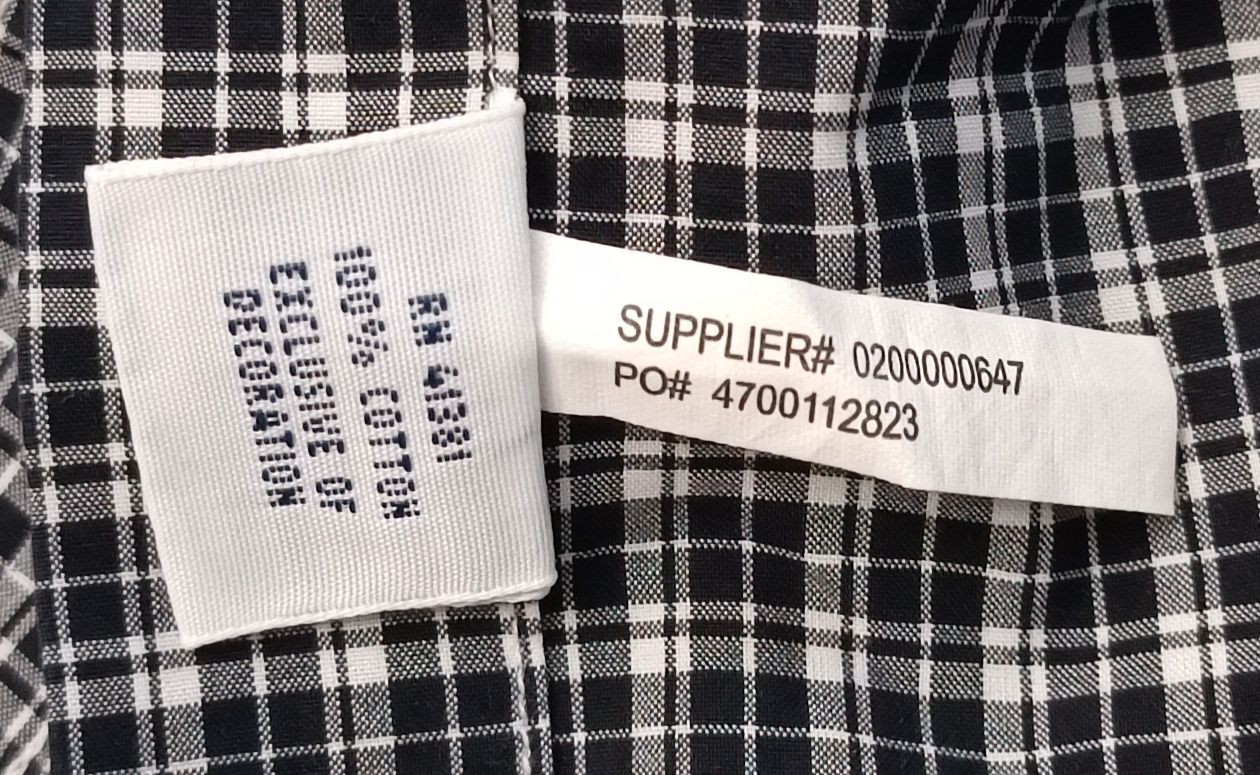 RN 41381
100% COTTON
EXCLUSIVE OF
DECORATION
SUPPLIER# 0200000647
PO# 4700112823